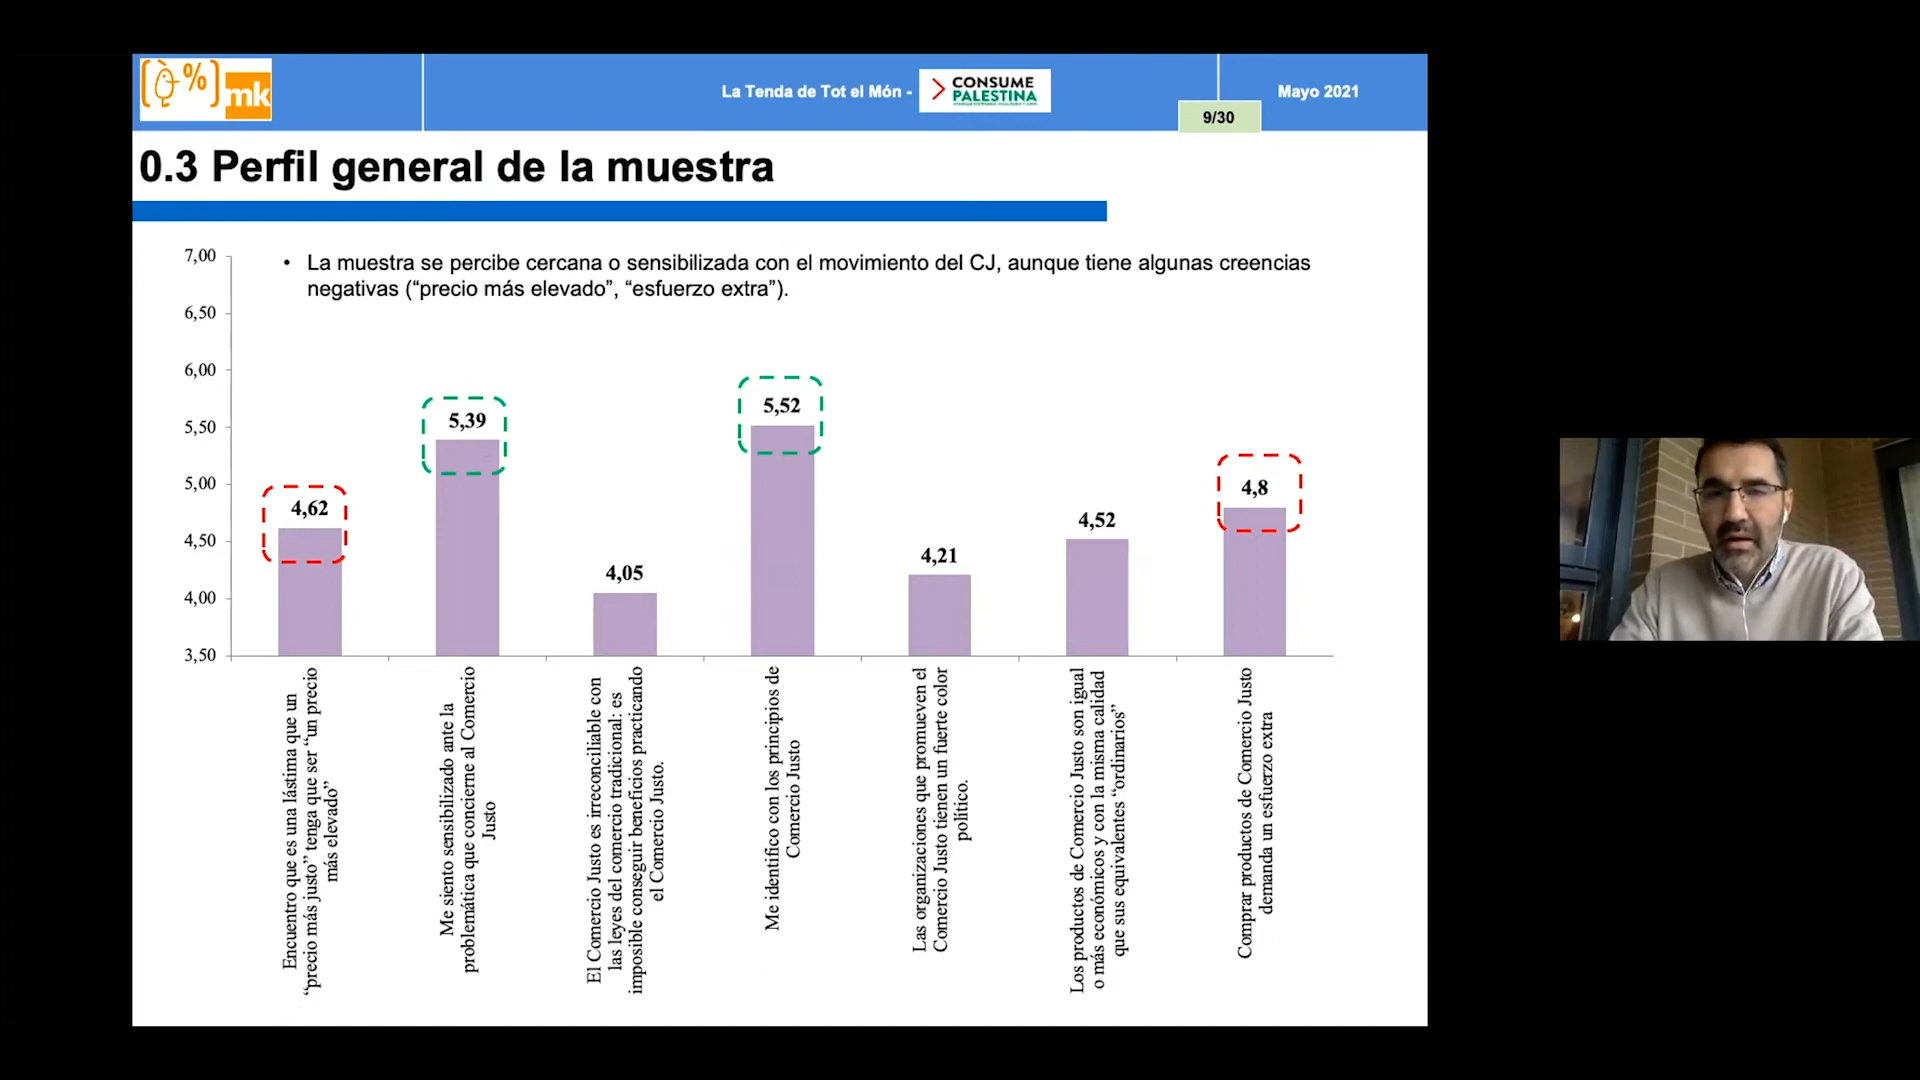 [ò%]
mk
La Tenda de Tot el Món -
CONSUME
PALESTINA
Mayo 2021
9/30
0.3 Perfil general de la muestra
• La muestra se percibe cercana o sensibilizada con el movimiento del CJ, aunque tiene algunas creencias
negativas (“precio más elevado”, “esfuerzo extra”).
7,00
6,50
6,00
5,50
5,00
4,50
4,00
3,50
4,62
5,39
4,05
5,52
4,21
4,52
4,8
Encuentro que es una lástima que un
“precio más justo” tenga que ser “un precio
más elevado”
Me siento sensibilizado ante la
problemática que concierne al Comercio
Justo
El Comercio Justo es irreconciliable con
las leyes del comercio tradicional: es
imposible conseguir beneficios practicando
el Comercio Justo.
Me identifico con los principios de
Comercio Justo
Las organizaciones que promueven el
Comercio Justo tienen un fuerte color
político.
Los productos de Comercio Justo son igual
o más económicos y con la misma calidad
que sus equivalentes “ordinarios”
Comprar productos de Comercio Justo
demanda un esfuerzo extra